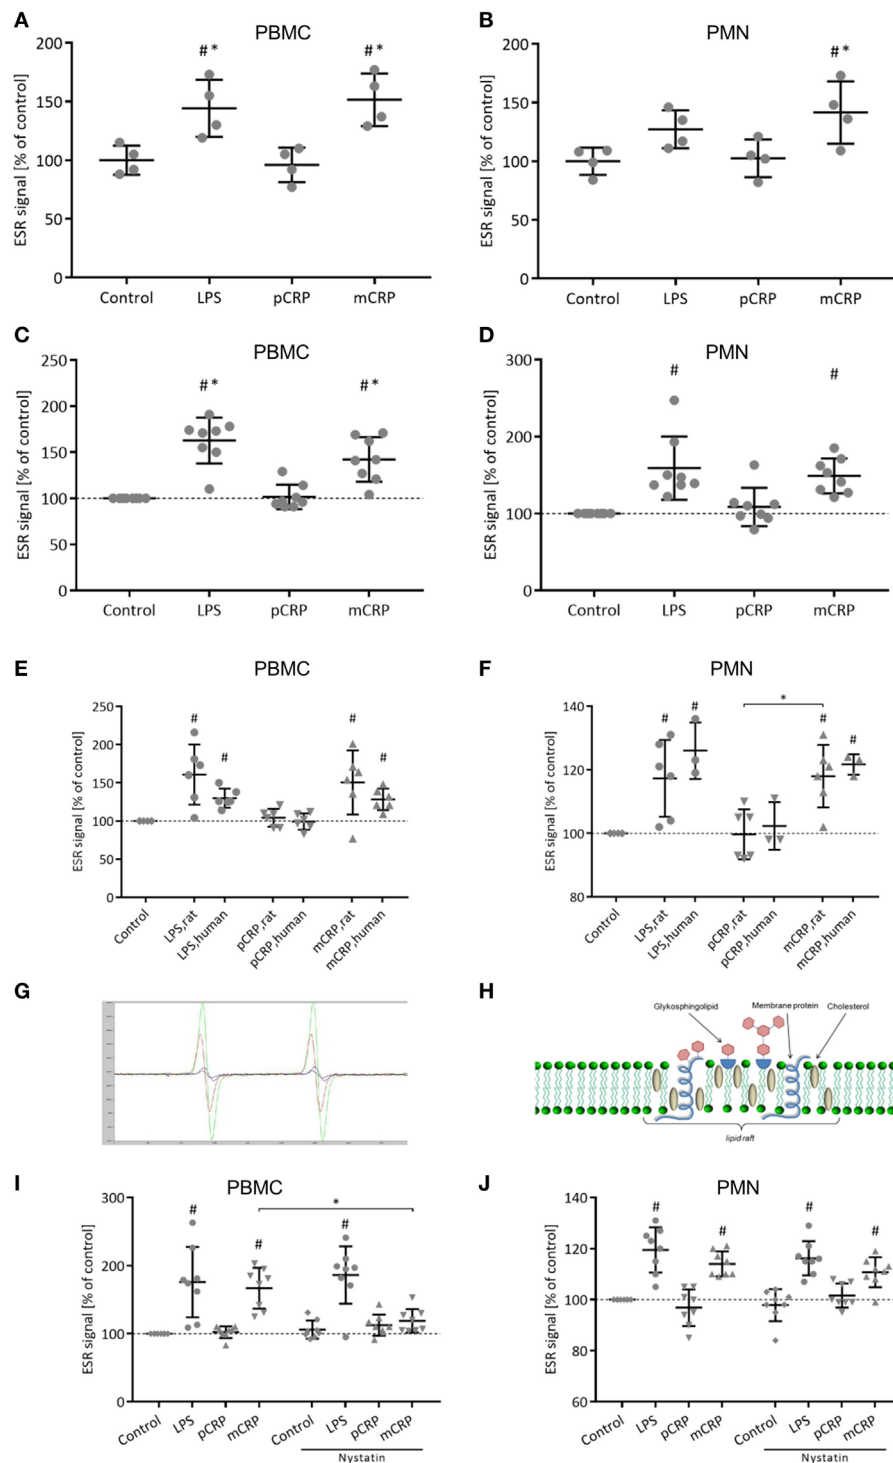 A
PBMC
ESR signal [% of control]
200
150
100
50
0
# *
# *
Control LPS pCRP mCRP
B
PMN
ESR signal [% of control]
200
150
100
50
0
# *
Control LPS pCRP mCRP
C
PBMC
ESR signal [% of control]
250
200
150
100
50
0
# *
# *
Control LPS pCRP mCRP
D
PMN
ESR signal [% of control]
300
200
100
0
#
#
Control LPS pCRP mCRP
E
PBMC
ESR signal [% of control]
250
200
150
100
50
0
#
#
#
#
Control LPS,rat LPS,human pCRP,rat pCRP,human mCRP,rat mCRP,human
F
PMN
ESR signal [% of control]
140
120
100
80
#
#
*
#
#
Control LPS,rat LPS,human pCRP,rat pCRP,human mCRP,rat mCRP,human
G
H
Glykosphingolipid Membrane protein Cholesterol
lipid raft
I
PBMC
ESR signal [% of control]
300
200
100
0
#
#
*
#
Control LPS pCRP mCRP Control LPS pCRP mCRP
Nystatin
J
PMN
ESR signal [% of control]
140
120
100
80
60
#
#
#
#
Control LPS pCRP mCRP Control LPS pCRP mCRP
Nystatin